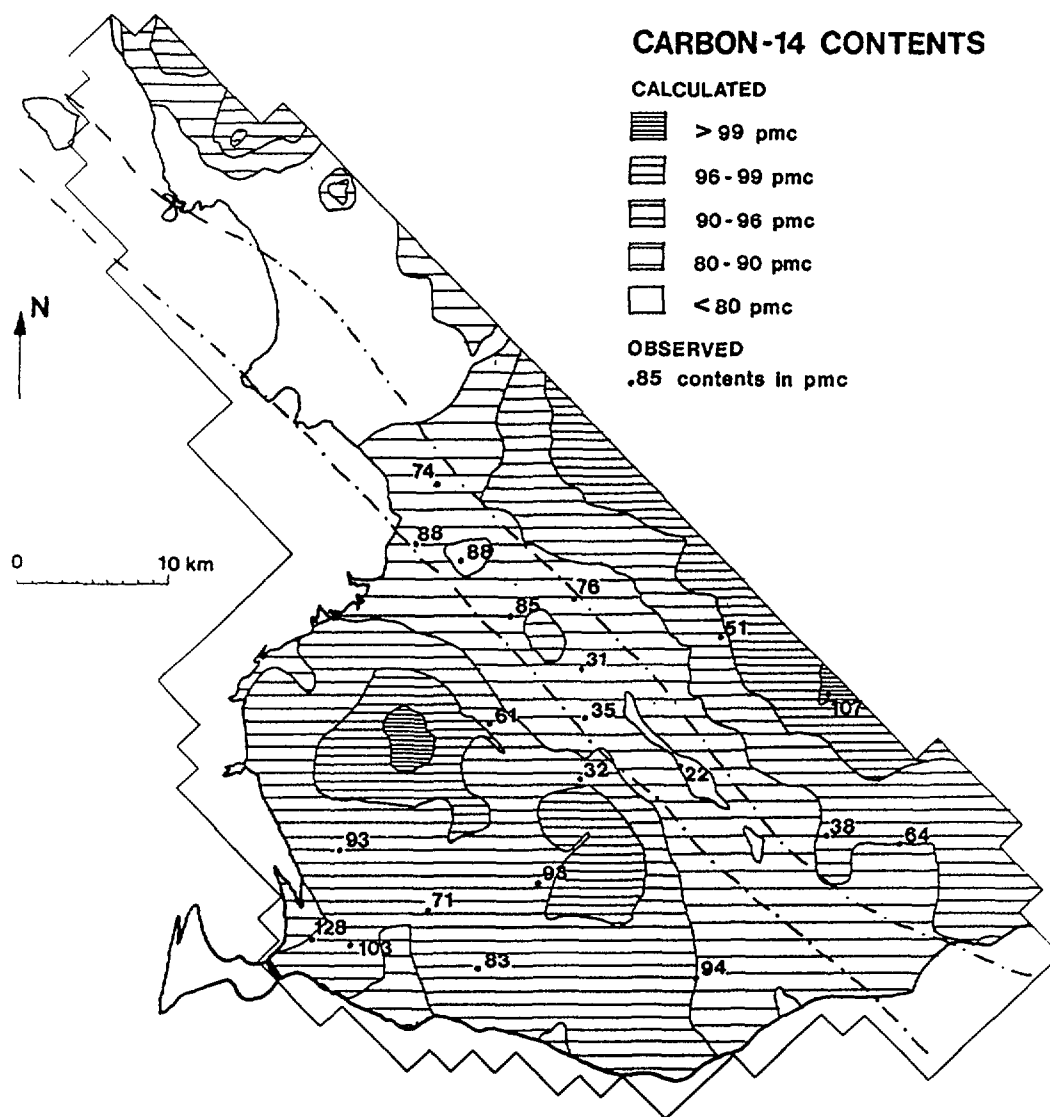 CARBON-14 CONTENTS
CALCULATED
> 99 pmc
96-99 pmc
90-96 pmc
80-90 pmc
< 80 pmc
OBSERVED
.85 contents in pmc
N
0 10 km
74
88
88
76
85
51
31
107
61
35
32
22
38
64
93
93
71
128
103
83
94